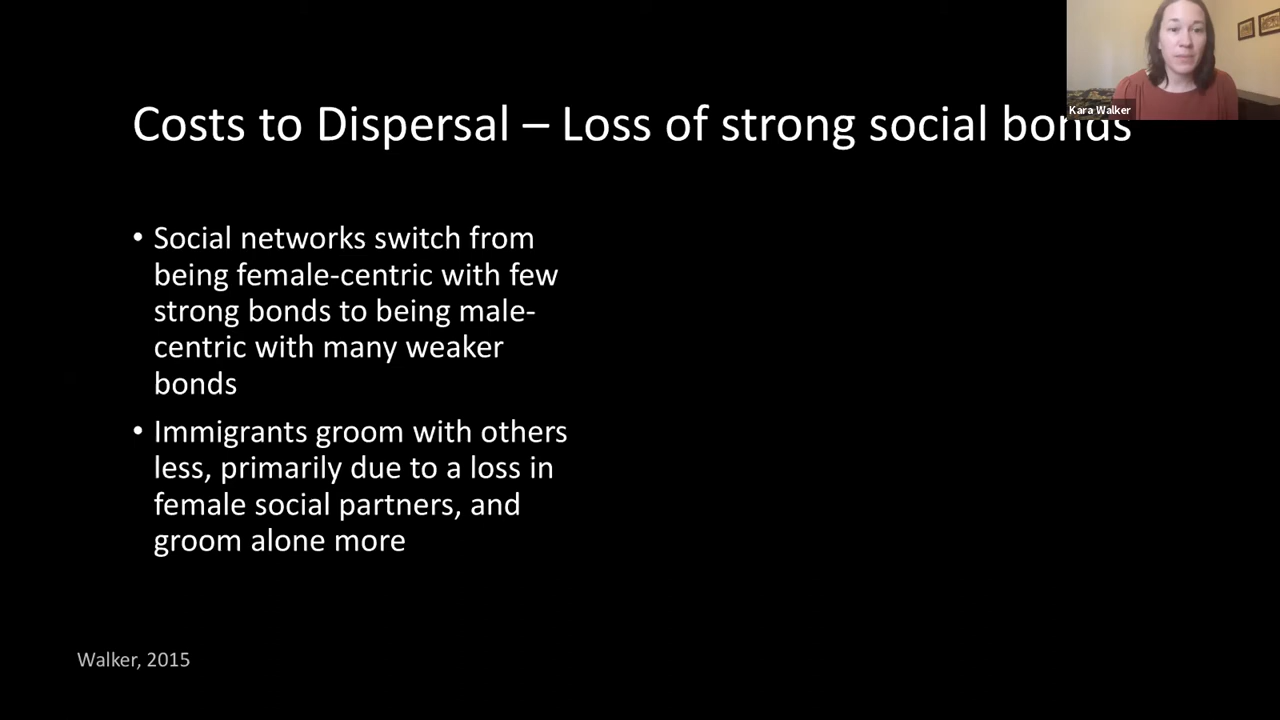 Kara Walker
Costs to Dispersal – Loss of strong social bonds
• Social networks switch from
being female-centric with few
strong bonds to being male-
centric with many weaker
bonds
• Immigrants groom with others
less, primarily due to a loss in
female social partners, and
groom alone more
Walker, 2015